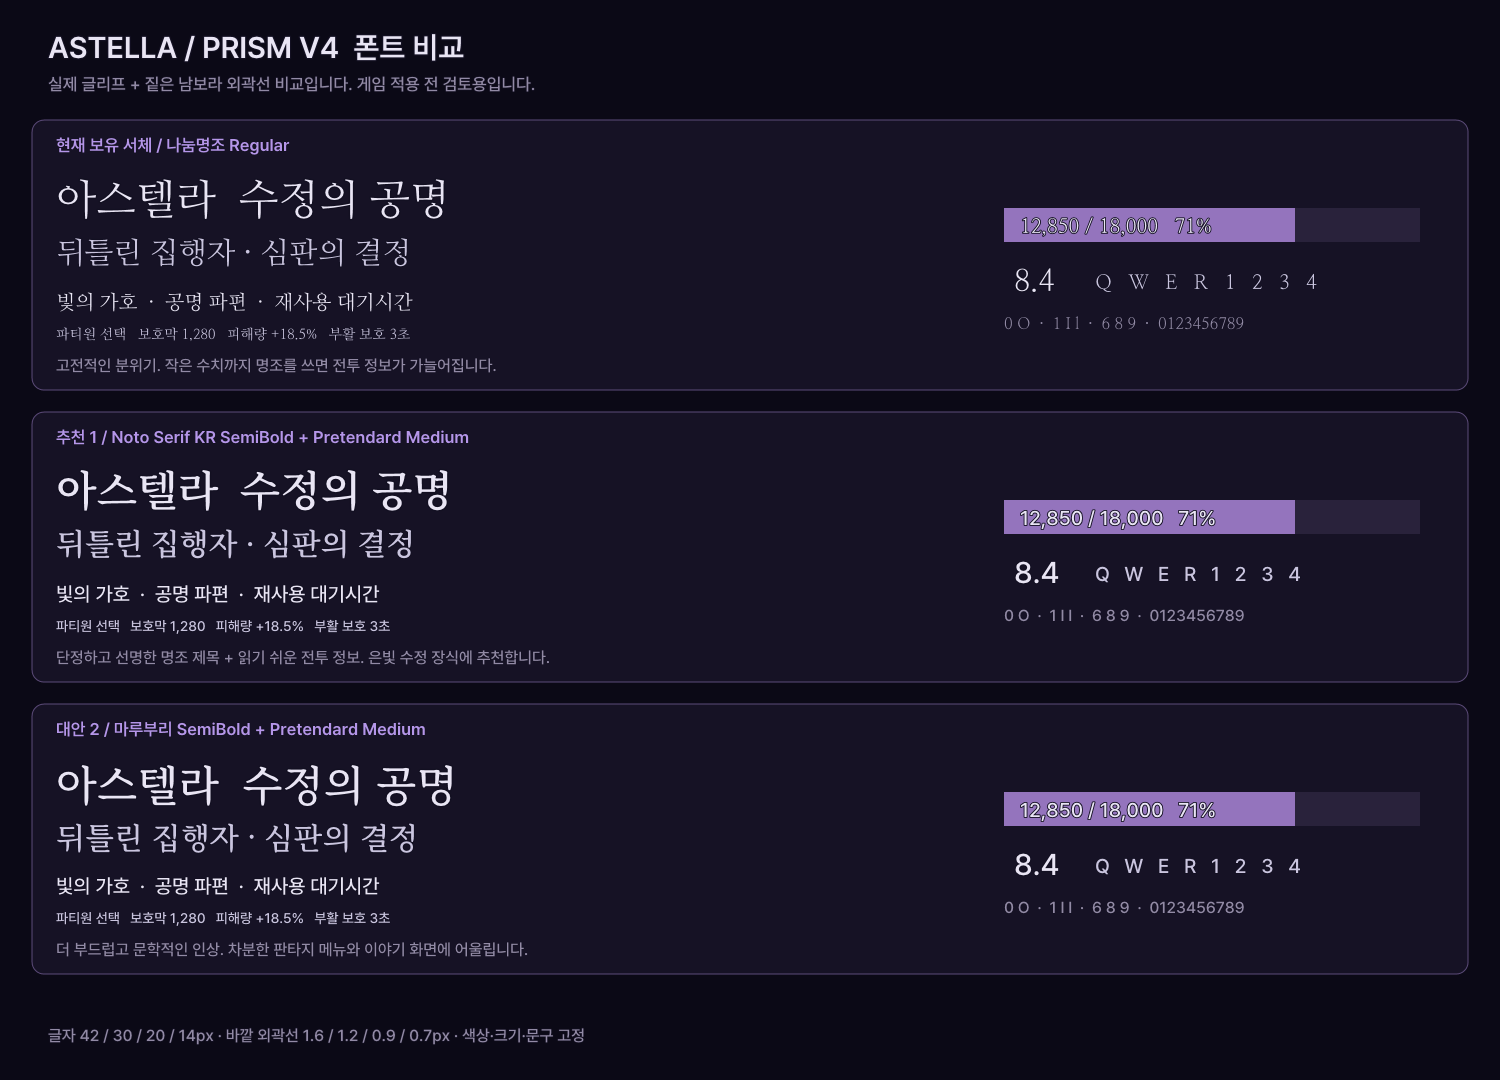 ASTELLA / PRISM V4 폰트 비교
실제 글리프 + 짙은 남보라 외곽선 비교입니다. 게임 적용 전 검토용입니다.
현재 보유 서체 / 나눔명조 Regular
아스텔라 수정의 공명
뒤틀린 집행자 · 심판의 결정
빛의 가호 · 공명 파편 · 재사용 대기시간
파티원 선택 보호막 1,280 피해량 +18.5% 부활 보호 3초
고전적인 분위기. 작은 수치까지 명조를 쓰면 전투 정보가 가늘어집니다.
12,850 / 18,000 71%
8.4 Q W E R 1 2 3 4
0 O · 1 I l · 6 8 9 · 0123456789
추천 1 / Noto Serif KR SemiBold + Pretendard Medium
아스텔라 수정의 공명
뒤틀린 집행자 · 심판의 결정
빛의 가호 · 공명 파편 · 재사용 대기시간
파티원 선택 보호막 1,280 피해량 +18.5% 부활 보호 3초
단정하고 선명한 명조 제목 + 읽기 쉬운 전투 정보. 은빛 수정 장식에 추천합니다.
12,850 / 18,000 71%
8.4 Q W E R 1 2 3 4
0 O · 1 I l · 6 8 9 · 0123456789
대안 2 / 마루부리 SemiBold + Pretendard Medium
아스텔라 수정의 공명
뒤틀린 집행자 · 심판의 결정
빛의 가호 · 공명 파편 · 재사용 대기시간
파티원 선택 보호막 1,280 피해량 +18.5% 부활 보호 3초
더 부드럽고 문학적인 인상. 차분한 판타지 메뉴와 이야기 화면에 어울립니다.
12,850 / 18,000 71%
8.4 Q W E R 1 2 3 4
0 O · 1 I l · 6 8 9 · 0123456789
글자 42 / 30 / 20 / 14px · 바깥 외곽선 1.6 / 1.2 / 0.9 / 0.7px · 색상·크기·문구 고정